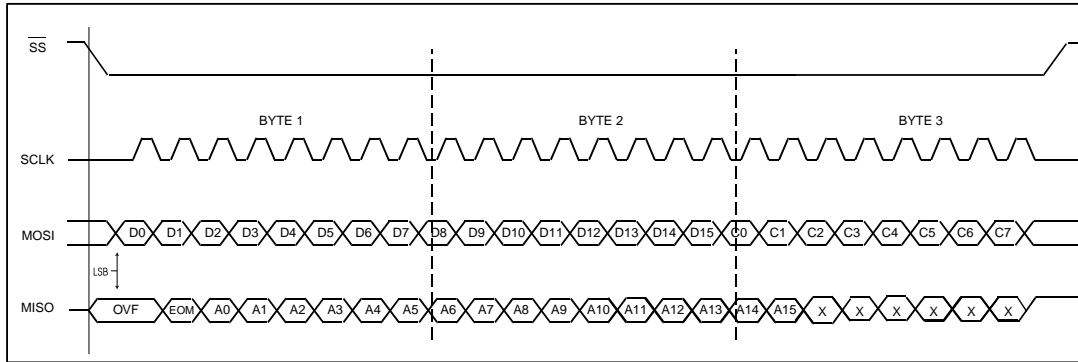 SS
BYTE 1 BYTE 2 BYTE 3
SCLK
MOSI D0 D1 D2 D3 D4 D5 D6 D7 D8 D9 D10 D11 D12 D13 D14 D15 C0 C1 C2 C3 C4 C5 C6 C7
LSB
MISO OVF EOM A0 A1 A2 A3 A4 A5 A6 A7 A8 A9 A10 A11 A12 A13 A14 A15 X X X X X X